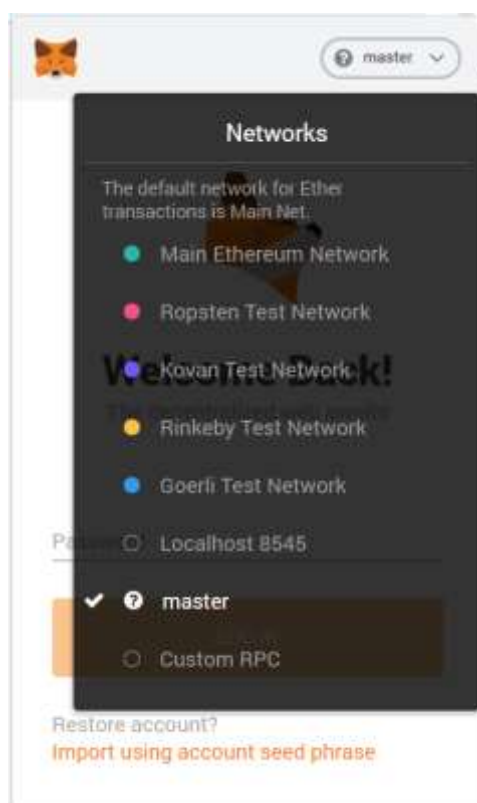 master
Networks
The default network for Ether
transactions is Main Net.
Main Ethereum Network
Ropsten Test Network
Welcome Back!
Kovan Test Network
Rinkeby Test Network
Goerli Test Network
Localhost 8545
master
Custom RPC
Restore account?
Import using account seed phrase